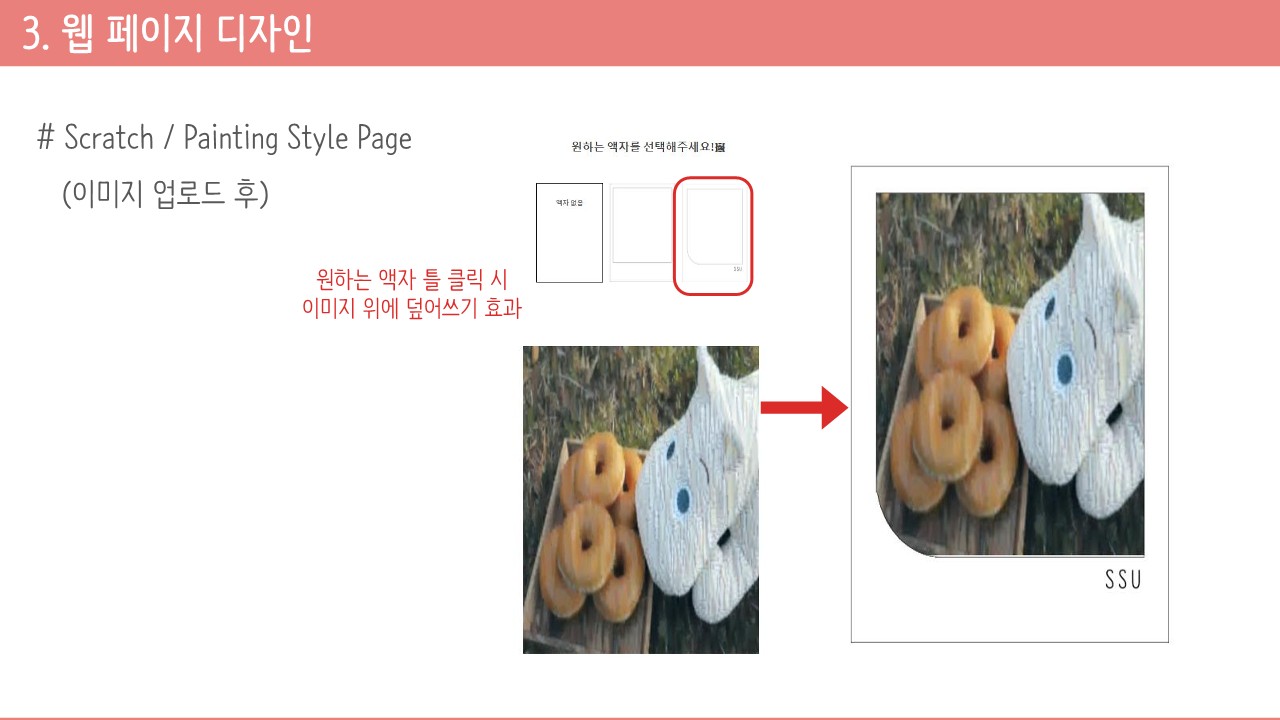 3. 웹 페이지 디자인
# Scratch / Painting Style Page
(이미지 업로드 후)
원하는 액자를 선택해주세요!🖼
액자 없음
SSU
원하는 액자 틀 클릭 시
이미지 위에 덮어쓰기 효과
SSU